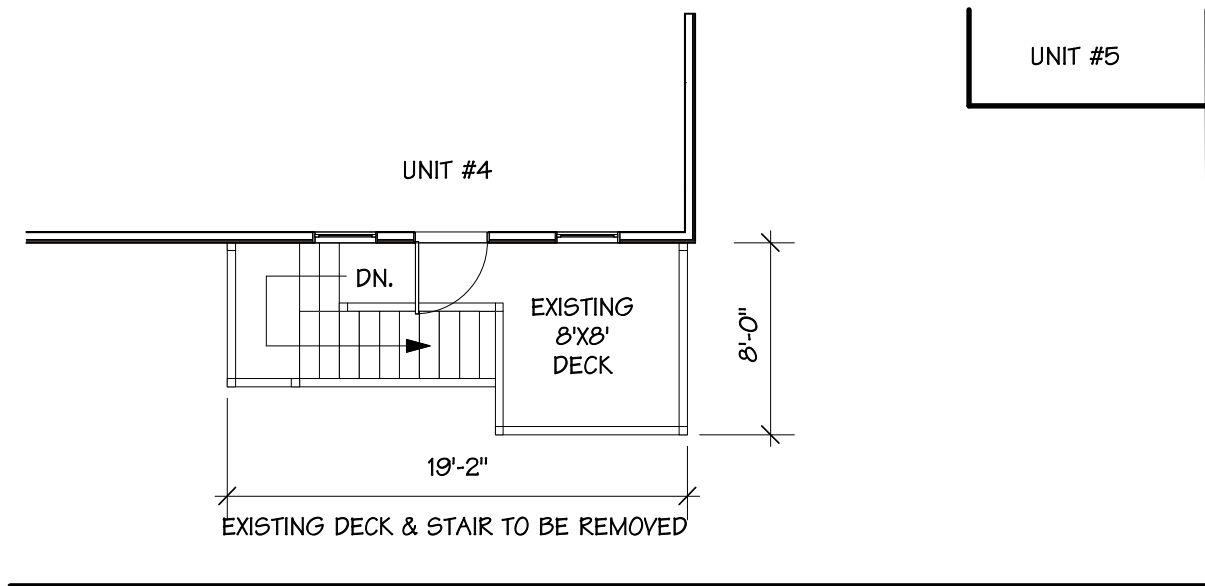 UNIT #5
UNIT #4
DN.
EXISTING
8'X8'
DECK
8'-0"
19'-2"
EXISTING DECK & STAIR TO BE REMOVED